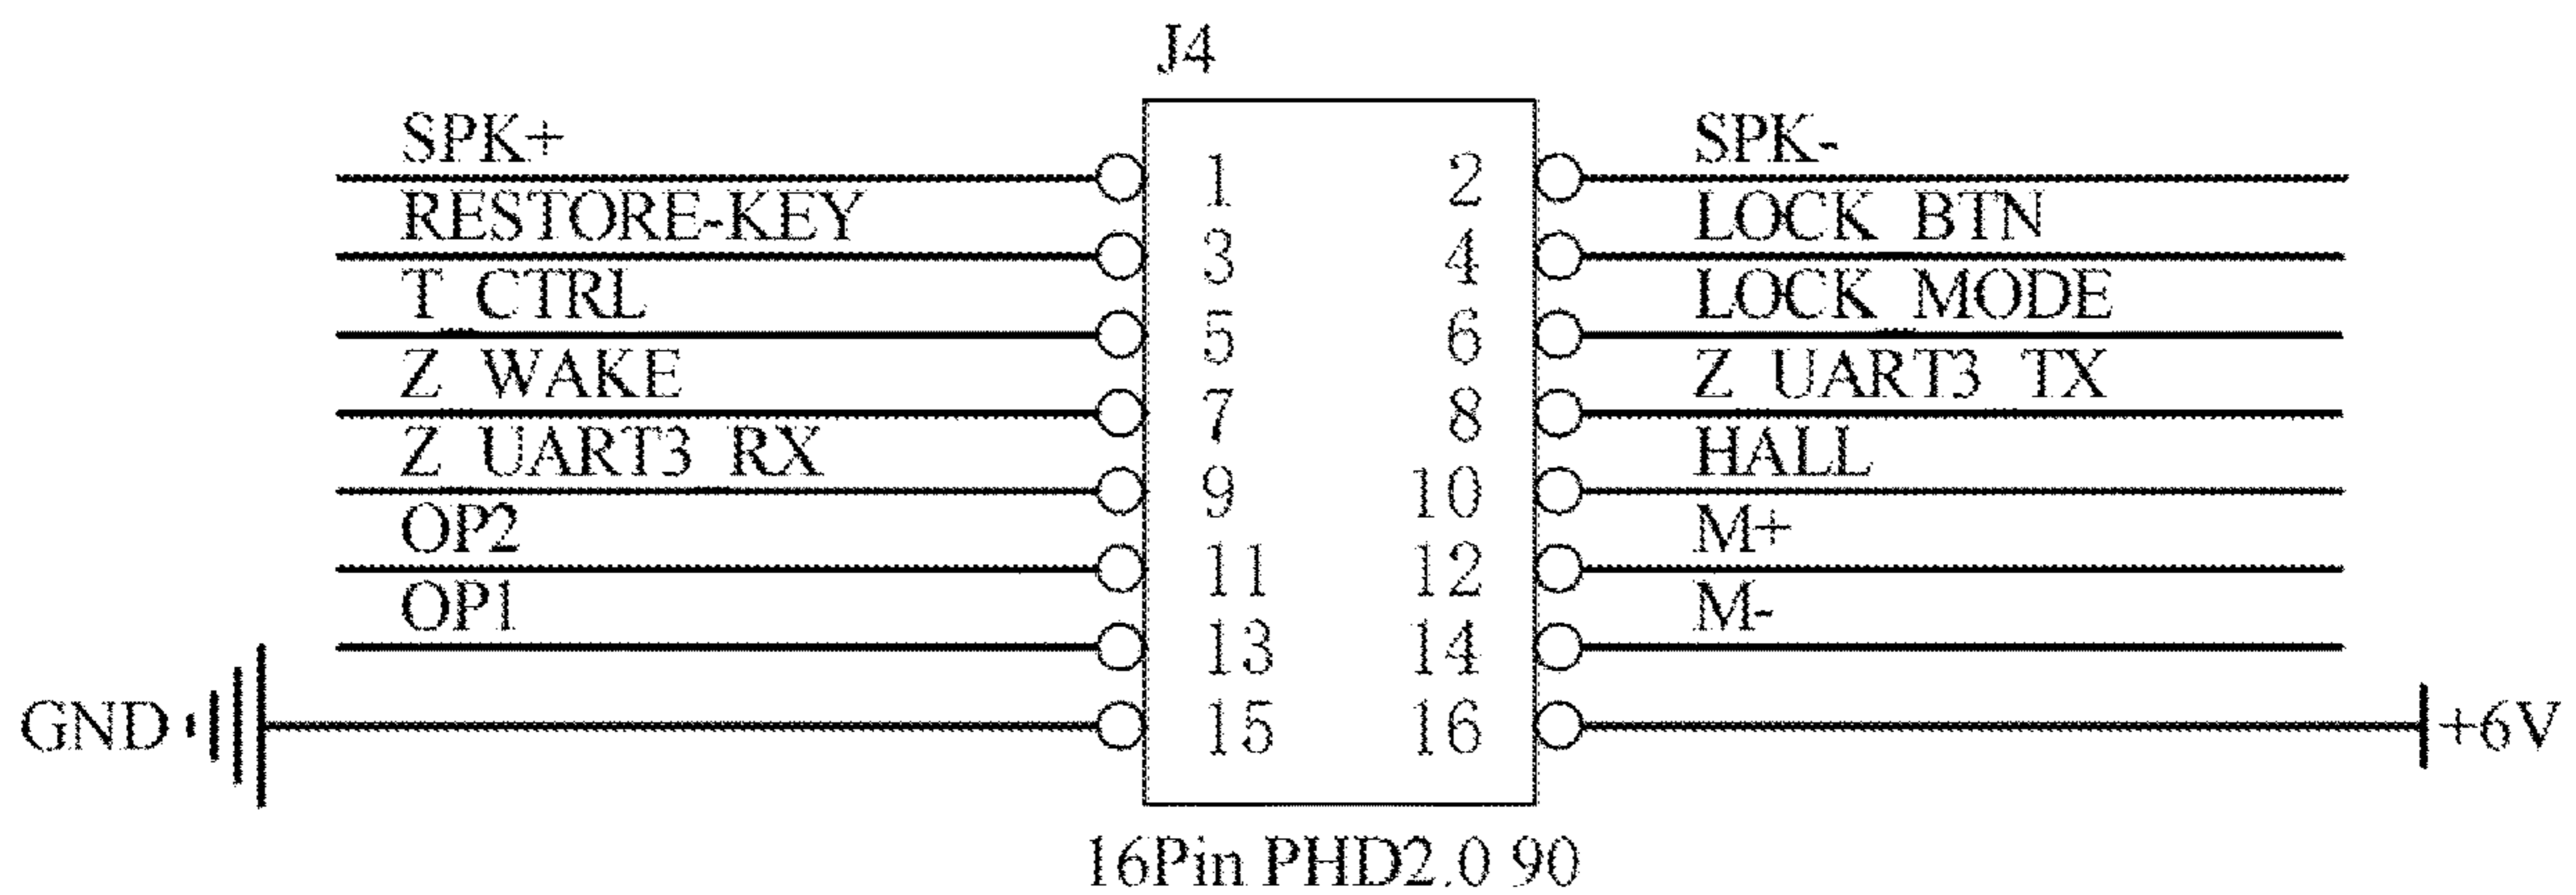 J4
SPK+ 1 2 SPK-
RESTORE-KEY 3 4 LOCK BTN
T CTRL 5 6 LOCK MODE
Z WAKE 7 8 Z UART3 TX
Z UART3 RX 9 10 HALL
OP2 11 12 M+
OP1 13 14 M-
GND 15 16 +6V
16Pin PHD2.0 90